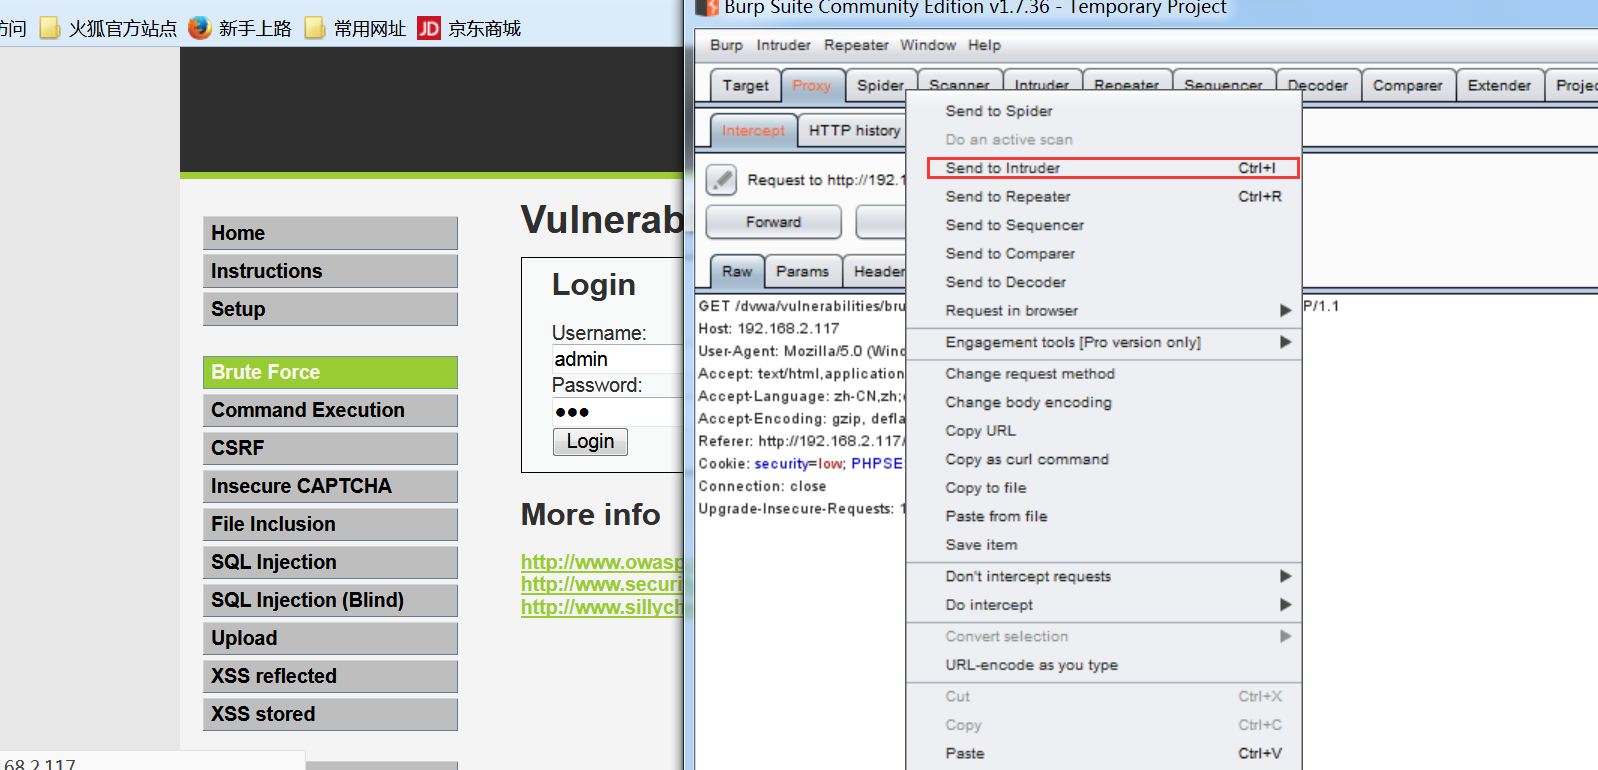 访问 火狐官方站点 新手上路 常用网址 JD 京东商城
Home
Instructions
Setup
Brute Force
Command Execution
CSRF
Insecure CAPTCHA
File Inclusion
SQL Injection
SQL Injection (Blind)
Upload
XSS reflected
XSS stored
68.2.117
Vulnerab
Login
Username:
admin
Password:
●●●
Login
More info
http://www.owasp
http://www.securi
http://www.sillych
Burp Suite Community Edition v1.7.36 - Temporary Project
Burp Intruder Repeater Window Help
Target Proxy Spider Scanner Intruder Repeater Sequencer Decoder Comparer Extender Projec
Intercept HTTP history
Request to http://192.1
Forward
Raw Params Header
GET /dvwa/vulnerabilities/bru P/1.1
Host: 192.168.2.117
User-Agent: Mozilla/5.0 (Wind
Accept: text/html,application
Accept-Language: zh-CN,zh;
Accept-Encoding: gzip, defla
Referer: http://192.168.2.117/
Cookie: security=low; PHPSE
Connection: close
Upgrade-Insecure-Requests: 1
Send to Spider
Do an active scan
Send to Intruder Ctrl+I
Send to Repeater Ctrl+R
Send to Sequencer
Send to Comparer
Send to Decoder
Request in browser
Engagement tools [Pro version only]
Change request method
Change body encoding
Copy URL
Copy as curl command
Copy to file
Paste from file
Save item
Don't intercept requests
Do intercept
Convert selection
URL-encode as you type
Cut Ctrl+X
Copy Ctrl+C
Paste Ctrl+V